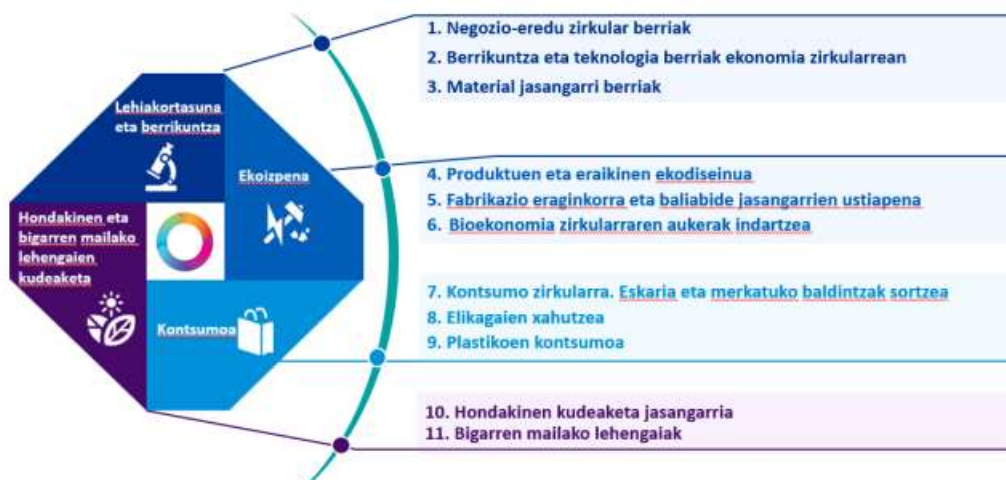 Lehiakortasuna
eta berrikuntza
Ekoizpena
Hondakinen eta
bigarren mailako
lehengaien
kudeaketa
Kontsumoa
1. Negozio-eredu zirkular berriak
2. Berrikuntza eta teknologia berriak ekonomia zirkularrean
3. Material jasangarri berriak
4. Produktuen eta eraikinen ekodiseinua
5. Fabrikazio eraginkorra eta baliabide jasangarrien ustiapena
6. Bioekonomia zirkularraren aukerak indartzea
7. Kontsumo zirkularra. Eskaria eta merkatuko baldintzak sortzea
8. Elikagaien xahutzea
9. Plastikoen kontsumoa
10. Hondakinen kudeaketa jasangarria
11. Bigarren mailako lehengaiak